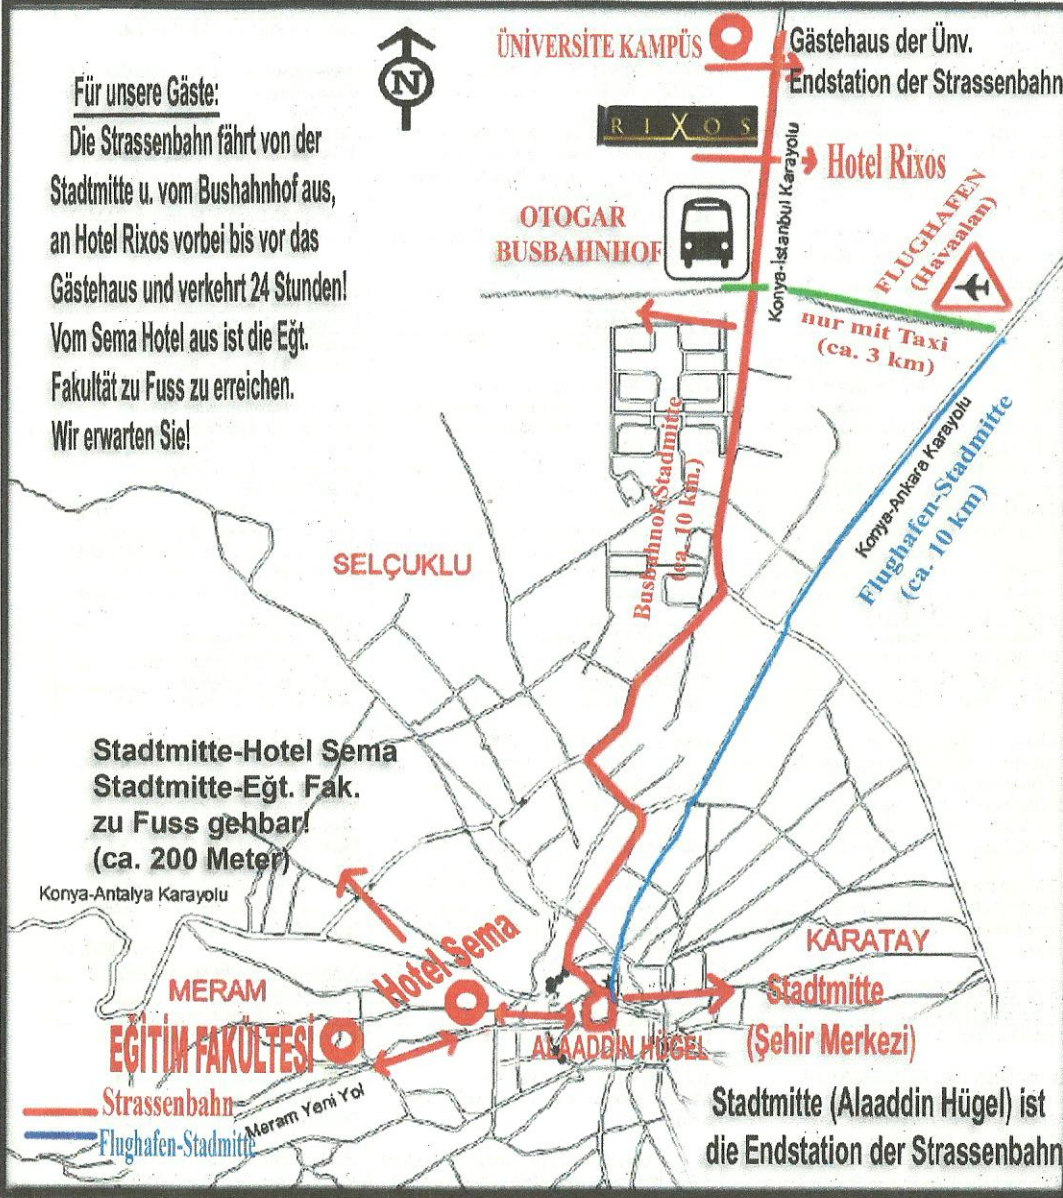 ÜNİVERSİTE KAMPÜS
Gästehaus der Ünv.
Endstation der Strassenbahn
N
Für unsere Gäste:
Die Strassenbahn fährt von der
Stadtmitte u. vom Bushahnhof aus,
an Hotel Rixos vorbei bis vor das
Gästehaus und verkehrt 24 Stunden!
Vom Sema Hotel aus ist die Eğt.
Fakultät zu Fuss zu erreichen.
Wir erwarten Sie!
RIXOS
Hotel Rixos
Konya-İstanbul Karayolu
OTOGAR
BUSBAHNHOF
FLUGHAFEN
(Havaalan)
nur mit Taxi
(ca. 3 km)
Busbahnhof-Stadmitte
(ca. 10 km.)
Konya-Ankara Karayolu
Flughafen-Stadmitte
(ca. 10 km)
SELÇUKLU
Stadtmitte-Hotel Sema
Stadtmitte-Eğt. Fak.
zu Fuss gehbar!
(ca. 200 Meter)
Konya-Antalya Karayolu
Hotel Sema
KARATAY
MERAM
Stadtmitte
(Şehir Merkezi)
EĞİTİM FAKÜLTESİ
ALAADDİN HÜGEL
Strassenbahn
Flughafen-Stadmitte
Meram Yeni Yol
Stadtmitte (Alaaddin Hügel) ist
die Endstation der Strassenbahn